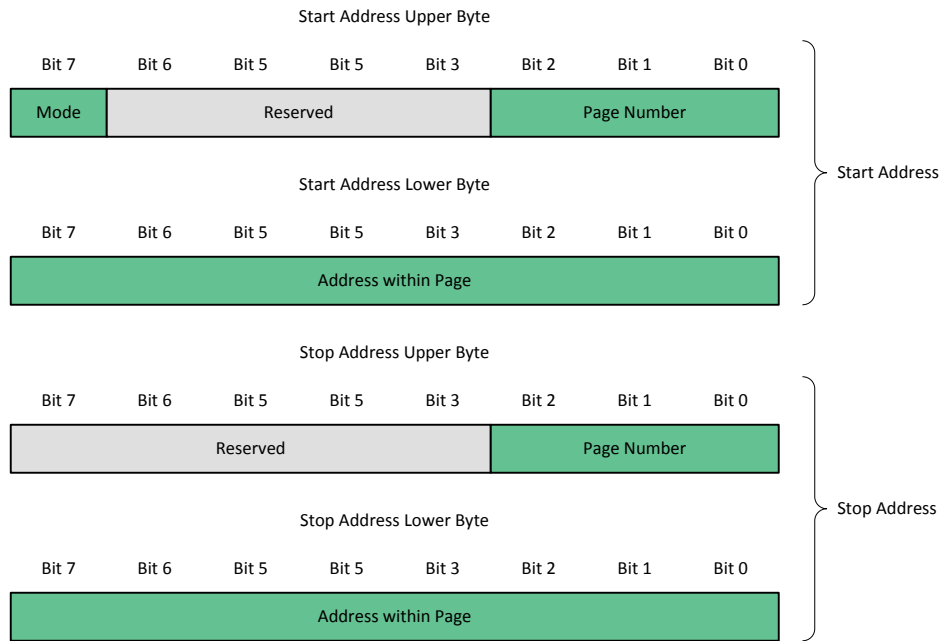 Start Address Upper Byte
Bit 7 Bit 6 Bit 5 Bit 5 Bit 3 Bit 2 Bit 1 Bit 0
Mode Reserved Page Number
Start Address Lower Byte
Start Address
Bit 7 Bit 6 Bit 5 Bit 5 Bit 3 Bit 2 Bit 1 Bit 0
Address within Page
Stop Address Upper Byte
Bit 7 Bit 6 Bit 5 Bit 5 Bit 3 Bit 2 Bit 1 Bit 0
Reserved Page Number
Stop Address Lower Byte
Stop Address
Bit 7 Bit 6 Bit 5 Bit 5 Bit 3 Bit 2 Bit 1 Bit 0
Address within Page